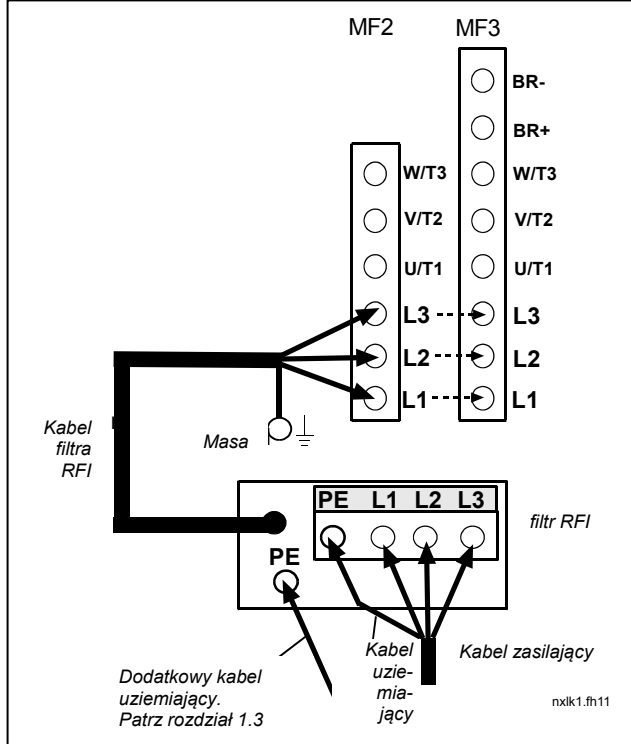 MF2 MF3
BR-
BR+
W/T3 W/T3
V/T2 V/T2
U/T1 U/T1
L3 L3
L2 L2
L1 L1
Kabel
filtra
RFI
Masa
PE L1 L2 L3
filtr RFI
PE
Dodatkowy kabel
uziemiający.
Patrz rozdział 1.3
Kabel
uzie-
mia-
jący
Kabel zasilający
nxlk1.fh11